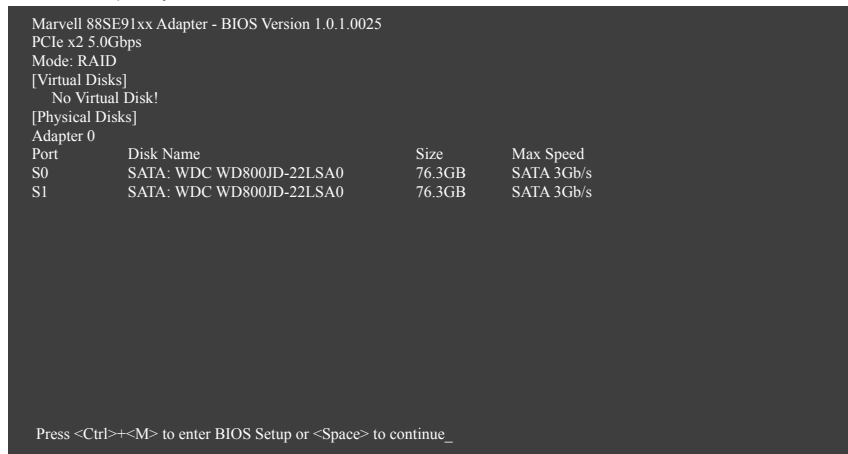 Marvell 88SE91xx Adapter - BIOS Version 1.0.1.0025
PCIe x2 5.0Gbps
Mode: RAID
[Virtual Disks]
No Virtual Disk!
[Physical Disks]
Adapter 0
Port Disk Name Size Max Speed
S0 SATA: WDC WD800JD-22LSA0 76.3GB SATA 3Gb/s
S1 SATA: WDC WD800JD-22LSA0 76.3GB SATA 3Gb/s
Press <Ctrl>+<M> to enter BIOS Setup or <Space> to continue_